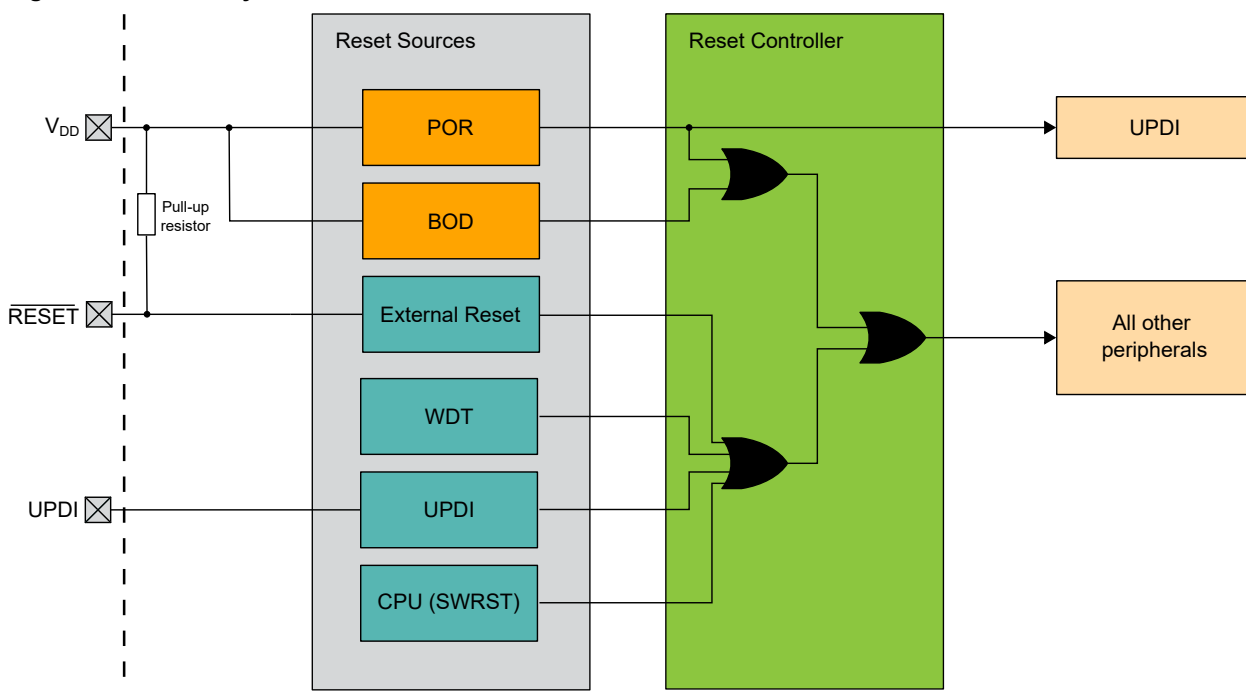 Reset Sources
Reset Controller
VDD
POR
UPDI
Pull-up
resistor
BOD
RESET
External Reset
All other
peripherals
WDT
UPDI
UPDI
CPU (SWRST)